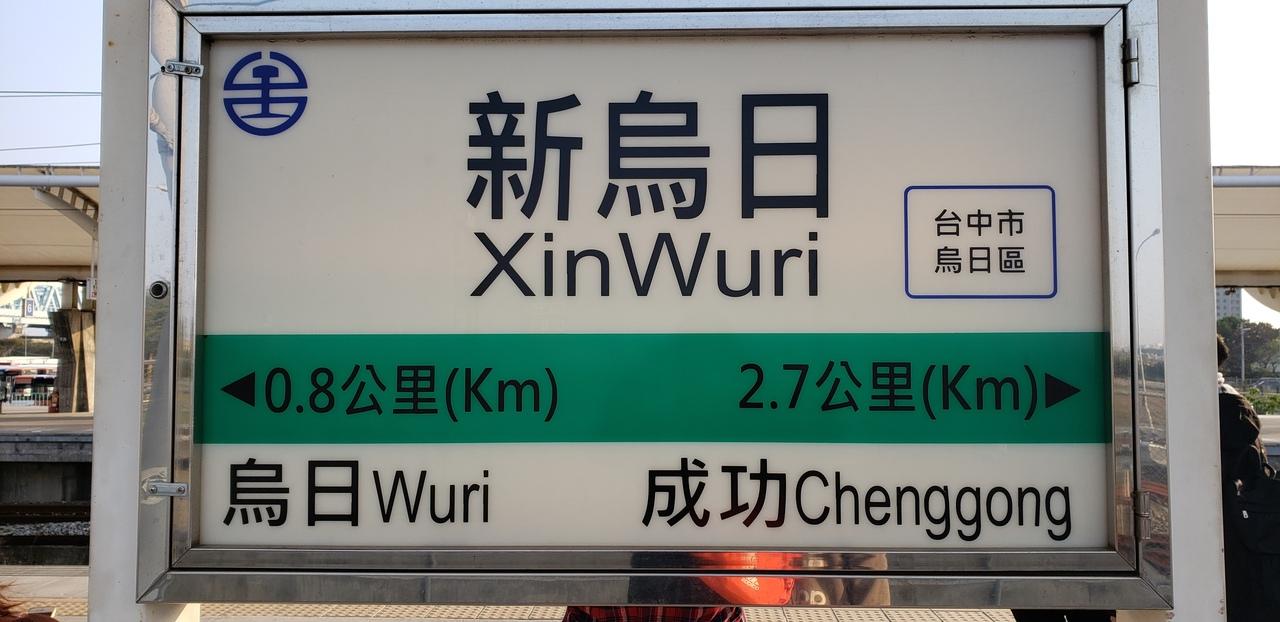 新烏日
XinWuri
台中市
烏日區
◀0.8公里(Km)
2.7公里(Km)▶
烏日Wuri
成功Chenggong